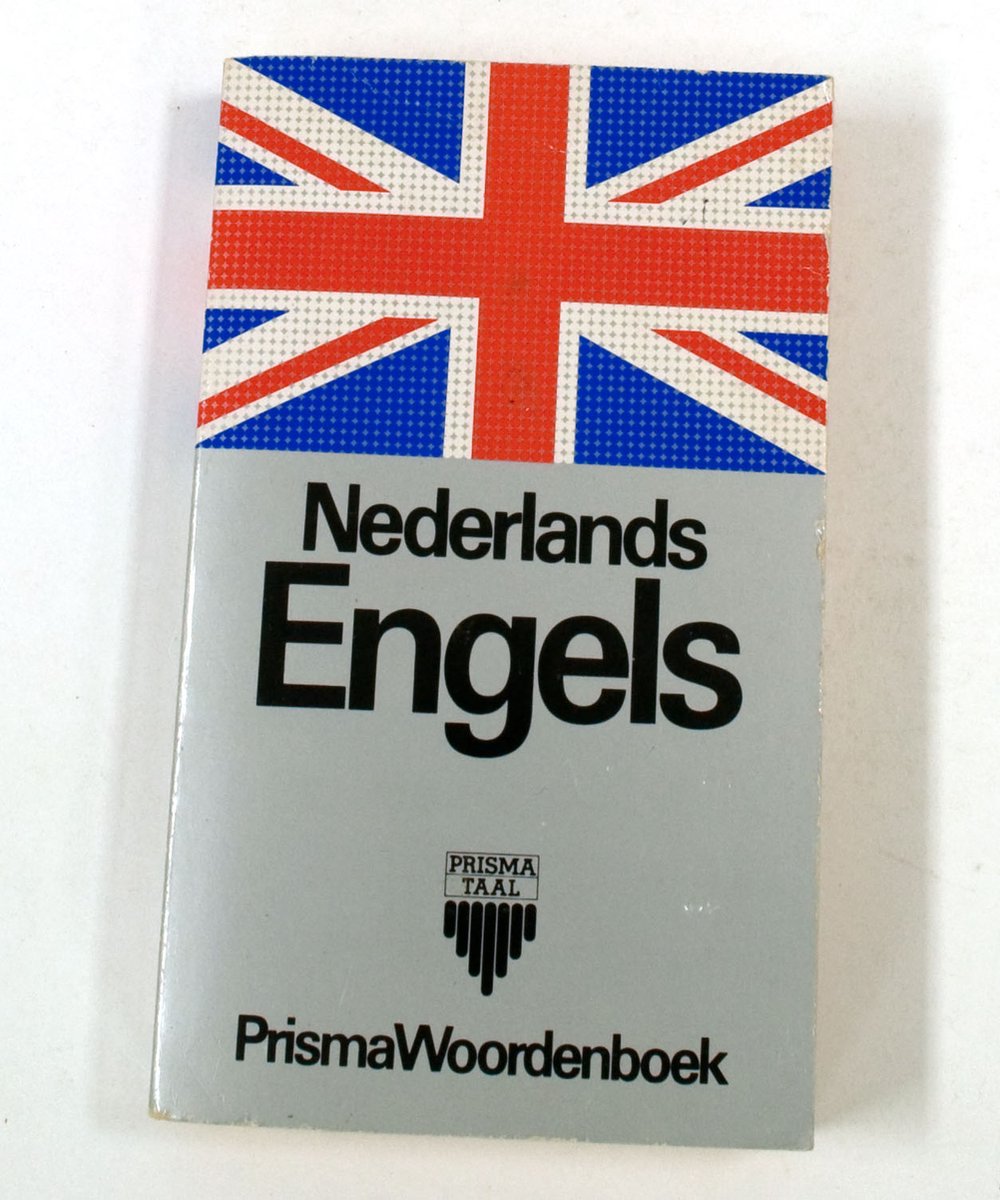 Nederlands
Engels
PRISMA
TAAL
PrismaWoordenboek